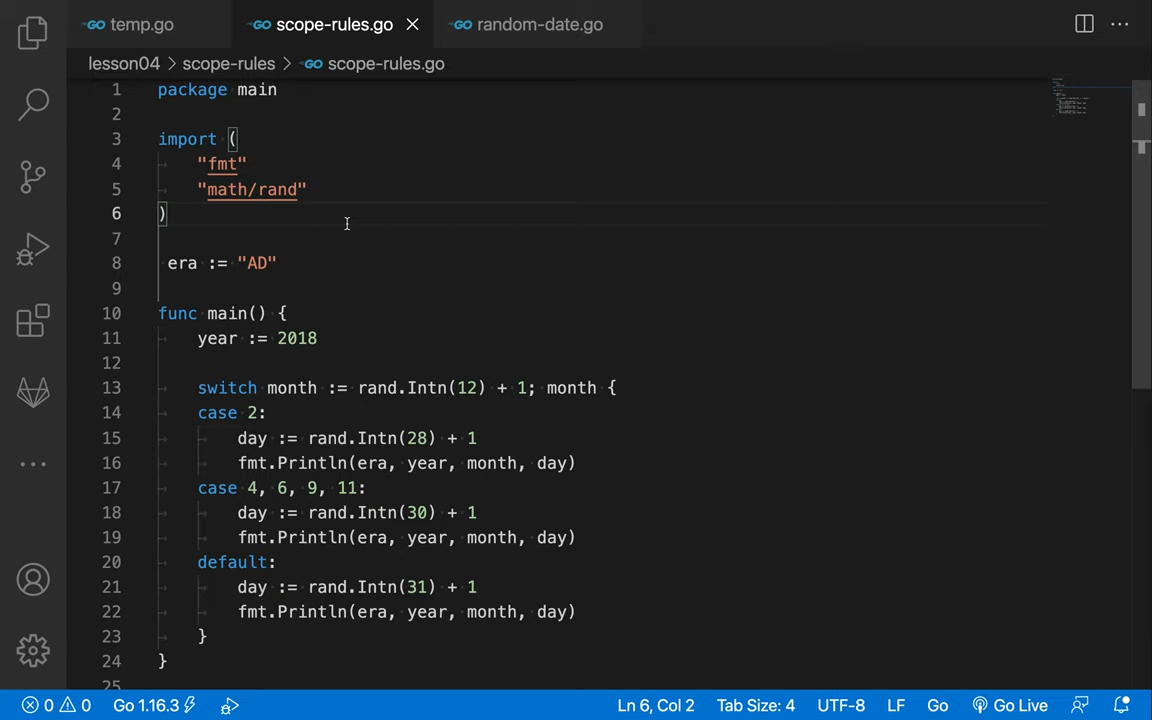 temp.go scope-rules.go random-date.go
lesson04 > scope-rules > scope-rules.go
1 package main
2
3 import (
4 "fmt"
5 "math/rand"
6 )
7
8 era := "AD"
9
10 func main() {
11 year := 2018
12
13 switch month := rand.Intn(12) + 1; month {
14 case 2:
15 day := rand.Intn(28) + 1
16 fmt.Println(era, year, month, day)
17 case 4, 6, 9, 11:
18 day := rand.Intn(30) + 1
19 fmt.Println(era, year, month, day)
20 default:
21 day := rand.Intn(31) + 1
22 fmt.Println(era, year, month, day)
23 }
24 }
25
0 0 Go 1.16.3 Ln 6, Col 2 Tab Size: 4 UTF-8 LF Go Go Live